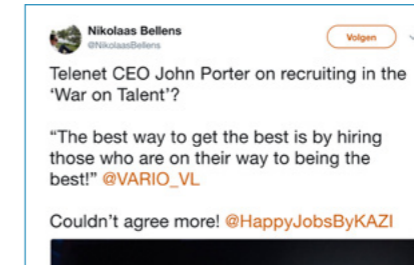 Nikolaas Bellens
@NikolaasBellens
Volgen
Telenet CEO John Porter on recruiting in the
'War on Talent'?
"The best way to get the best is by hiring
those who are on their way to being the
best!" @VARIO_VL
Couldn't agree more! @HappyJobsByKAZI